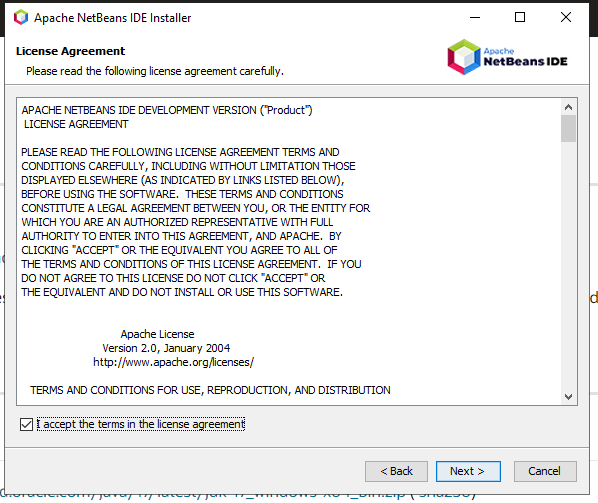 Apache NetBeans IDE Installer
License Agreement
Please read the following license agreement carefully.
Apache
NetBeans IDE
APACHE NETBEANS IDE DEVELOPMENT VERSION ("Product")
LICENSE AGREEMENT
PLEASE READ THE FOLLOWING LICENSE AGREEMENT TERMS AND
CONDITIONS CAREFULLY, INCLUDING WITHOUT LIMITATION THOSE
DISPLAYED ELSEWHERE (AS INDICATED BY LINKS LISTED BELOW),
BEFORE USING THE SOFTWARE.  THESE TERMS AND CONDITIONS
CONSTITUTE A LEGAL AGREEMENT BETWEEN YOU, OR THE ENTITY FOR
WHICH YOU ARE AN AUTHORIZED REPRESENTATIVE WITH FULL
AUTHORITY TO ENTER INTO THIS AGREEMENT, AND APACHE.  BY
CLICKING "ACCEPT" OR THE EQUIVALENT YOU AGREE TO ALL OF
THE TERMS AND CONDITIONS OF THIS LICENSE AGREEMENT.  IF YOU
DO NOT AGREE TO THIS LICENSE DO NOT CLICK "ACCEPT" OR
THE EQUIVALENT AND DO NOT INSTALL OR USE THIS SOFTWARE.
Apache License
Version 2.0, January 2004
http://www.apache.org/licenses/
TERMS AND CONDITIONS FOR USE, REPRODUCTION, AND DISTRIBUTION
I accept the terms in the license agreement
< Back
Next >
Cancel